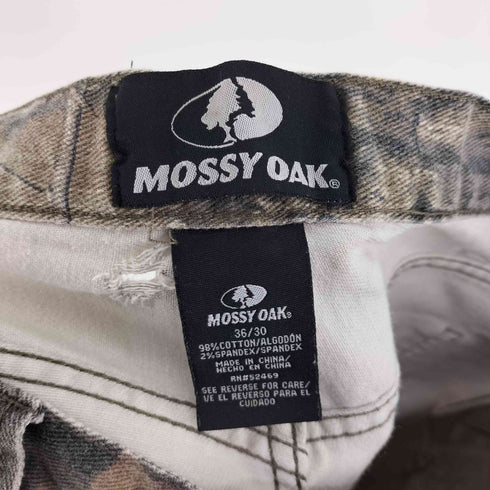 MOSSY OAK®
MOSSY OAK®
36/30
98%COTTON/ALGODÓN
2%SPANDEX/SPANDEX
MADE IN CHINA/
HECHO EN CHINA
RN#52469
SEE REVERSE FOR CARE/
VE EL REVERSO PARA EL
CUIDADO